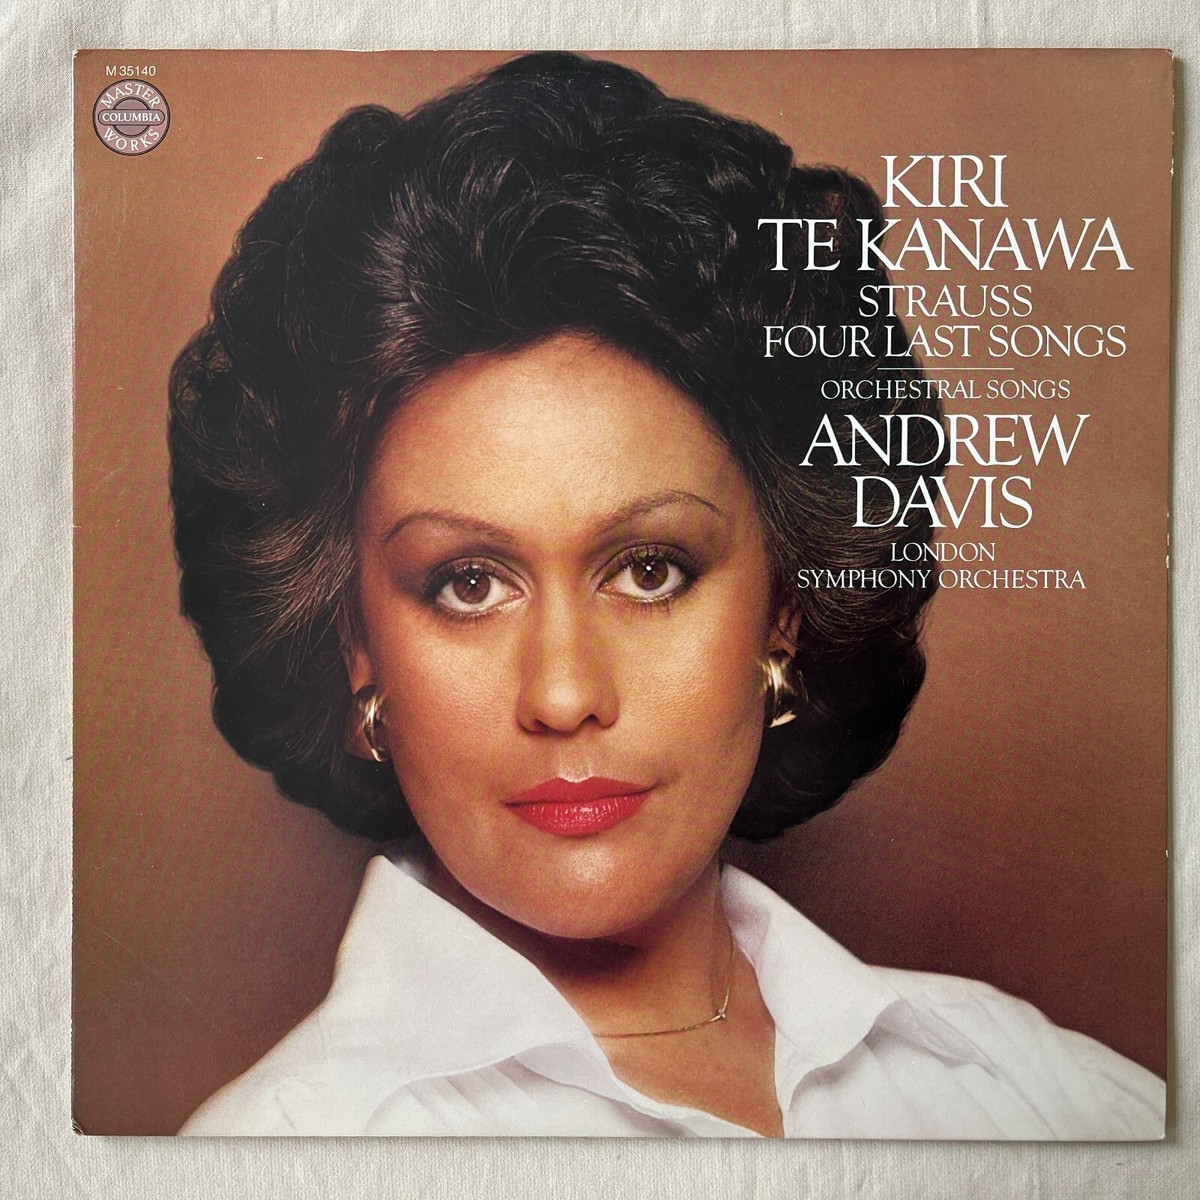 M 35140
MASTER
COLUMBIA
WORKS
KIRI
TE KANAWA
STRAUSS
FOUR LAST SONGS
ORCHESTRAL SONGS
ANDREW
DAVIS
LONDON
SYMPHONY ORCHESTRA